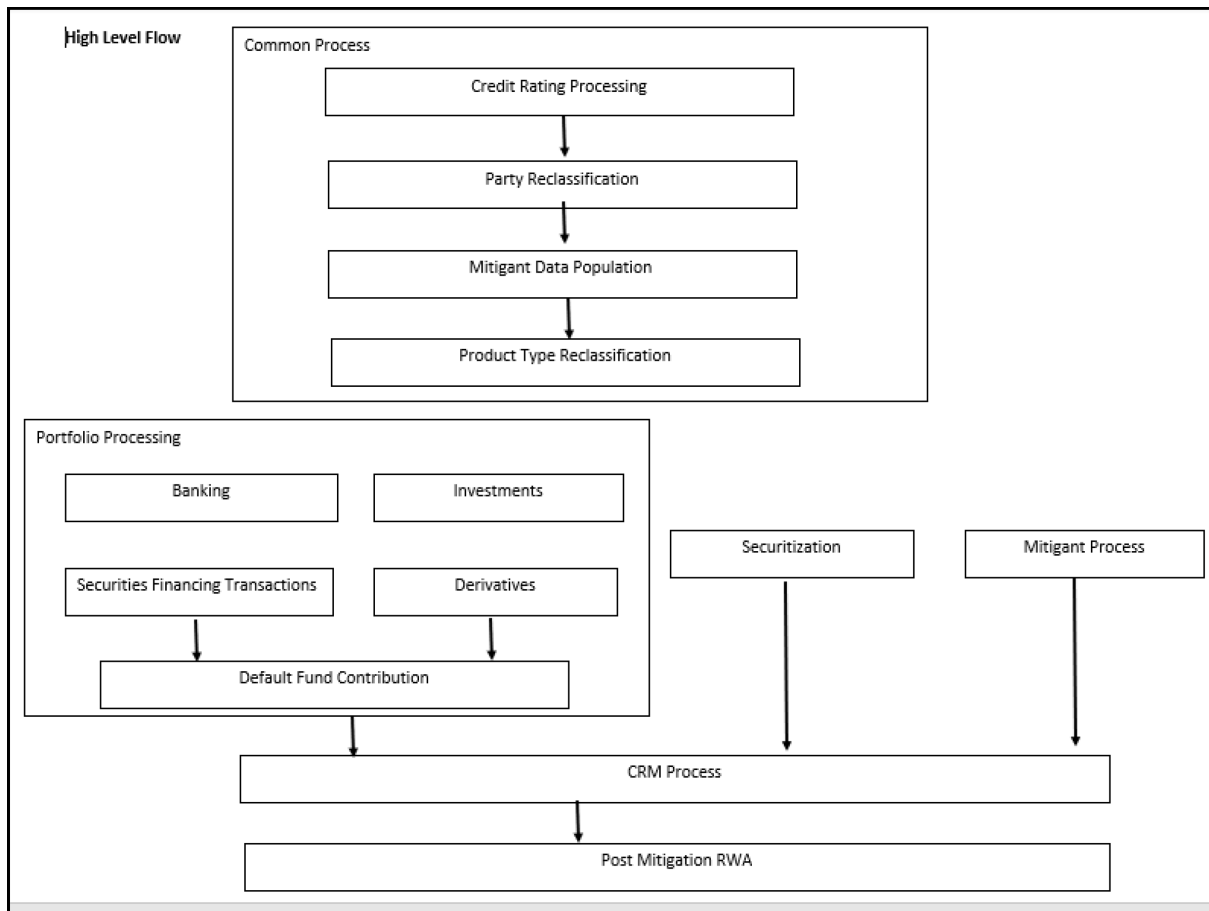 High Level Flow
Common Process
Credit Rating Processing
Party Reclassification
Mitigant Data Population
Product Type Reclassification
Portfolio Processing
Banking
Investments
Securitization
Mitigant Process
Securities Financing Transactions
Derivatives
Default Fund Contribution
CRM Process
Post Mitigation RWA